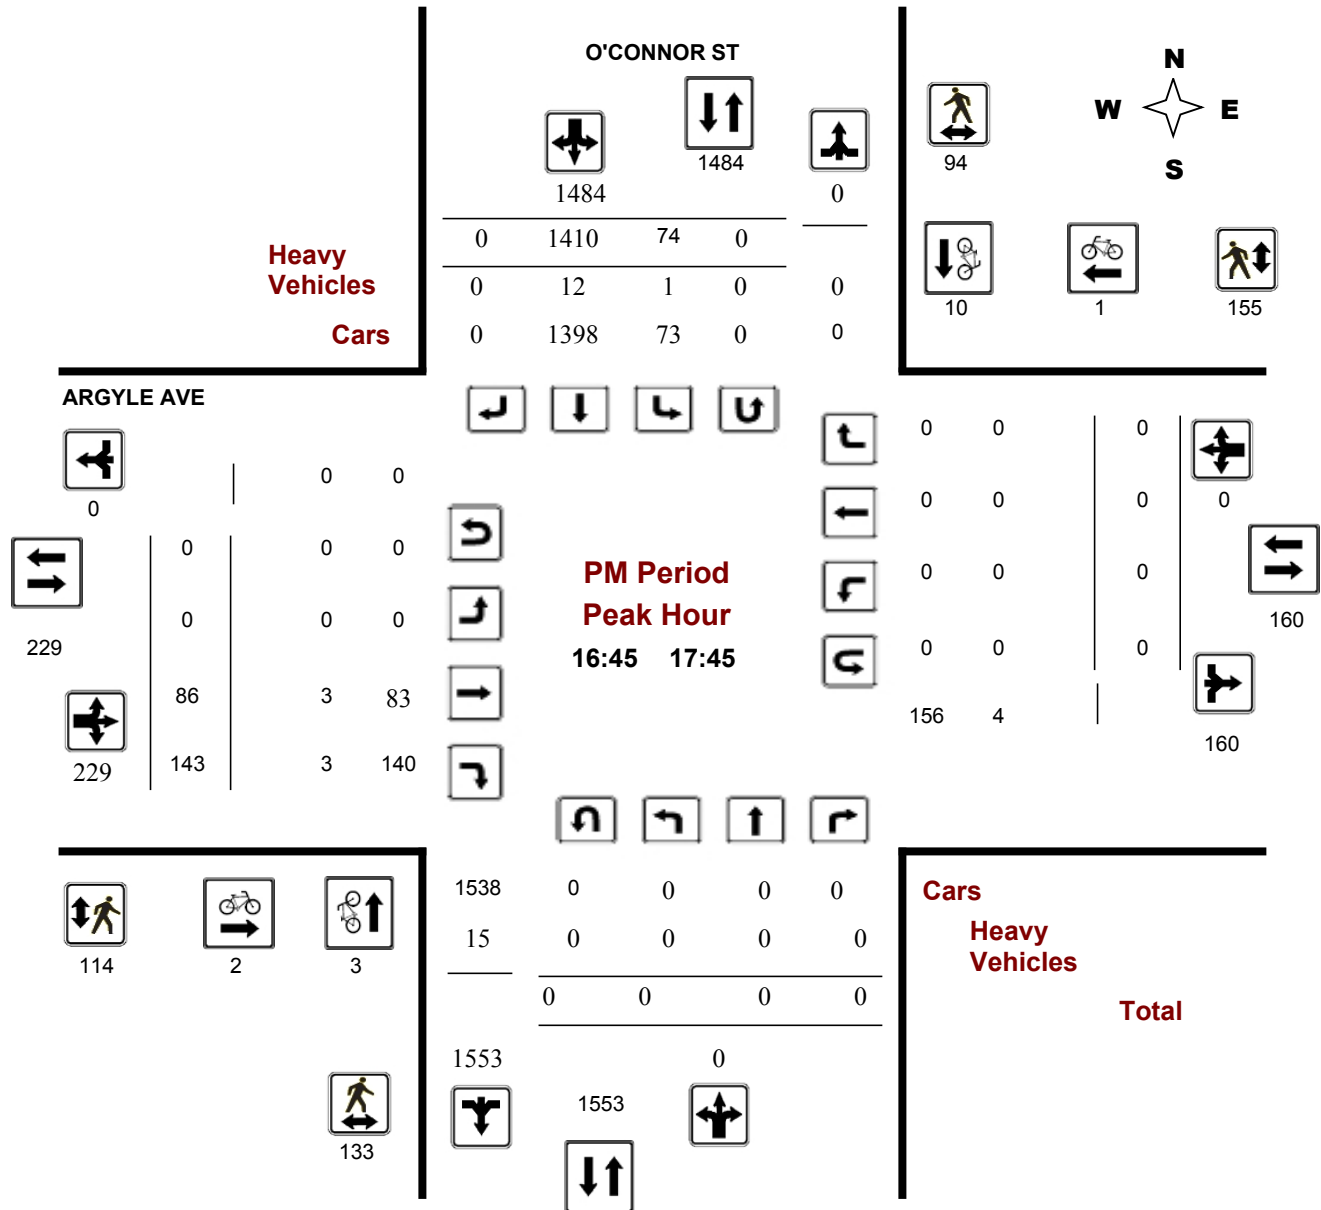 O'CONNOR ST
N
W E
S
1484
94
1484 0
0 1410 74 0
Heavy
Vehicles 0 12 1 0 0
10 1 155
Cars 0 1398 73 0 0
ARGYLE AVE
0 0 0
0 0
0 0 0 0
0
0 0 0
0 0 0
PM Period
160
0 0 0
Peak Hour
229
16:45 17:45
0 0 0
86 3 83
156 4
160
229 143 3 140
1538 0 0 0 0
Cars
15 0 0 0 0
Heavy
Vehicles
114 2 3
0 0 0 0
Total
1553 0
1553
133